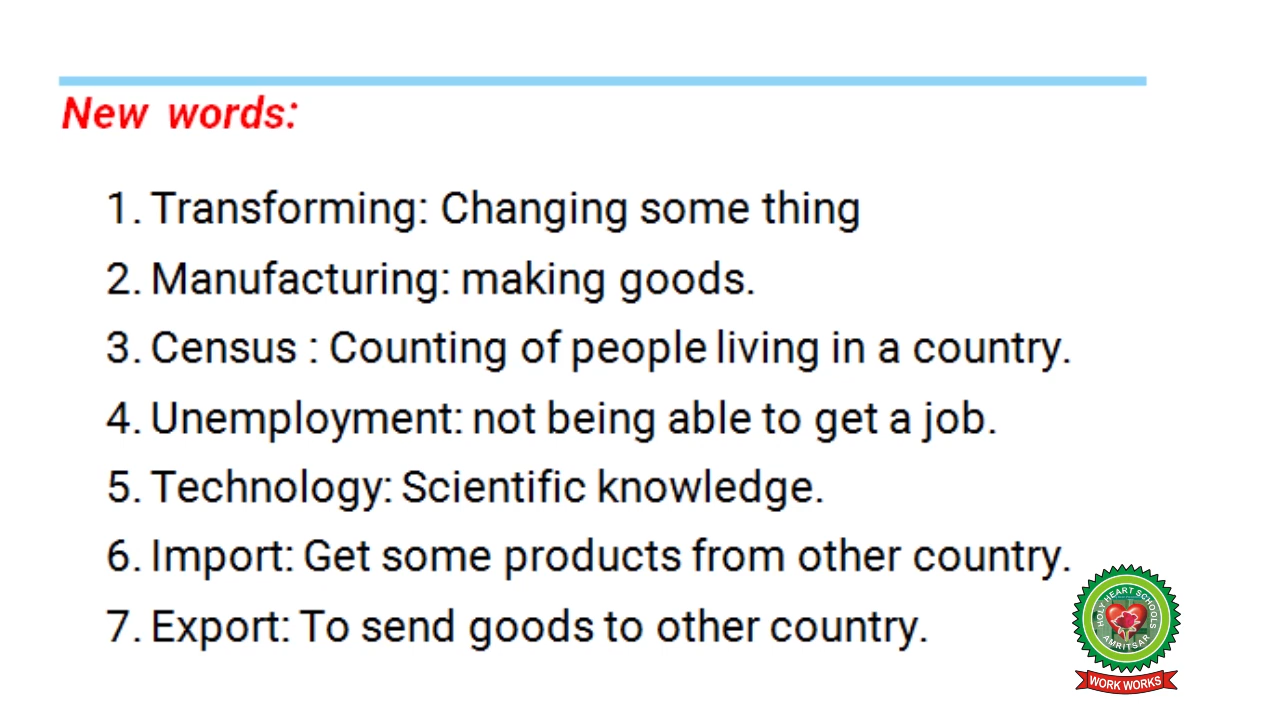 New words:
1. Transforming: Changing some thing
2. Manufacturing: making goods.
3. Census : Counting of people living in a country.
4. Unemployment: not being able to get a job.
5. Technology: Scientific knowledge.
6. Import: Get some products from other country.
7. Export: To send goods to other country.
HOLY HEART SCHOOLS
AMRITSAR
WORK WORKS